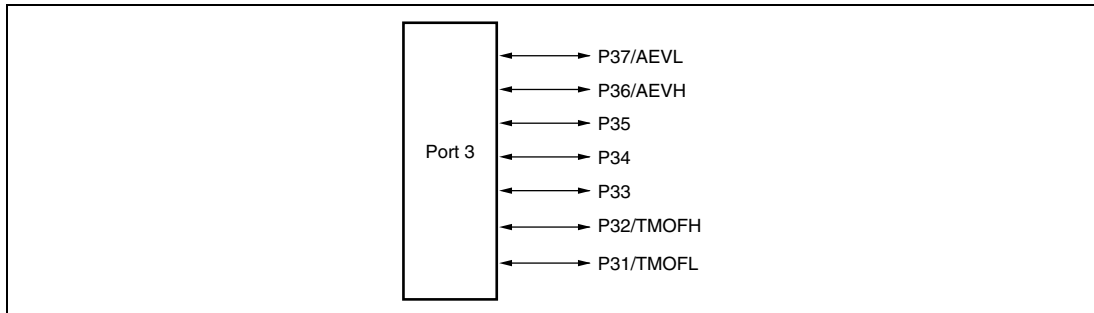 Port 3
P37/AEVL
P36/AEVH
P35
P34
P33
P32/TMOFH
P31/TMOFL